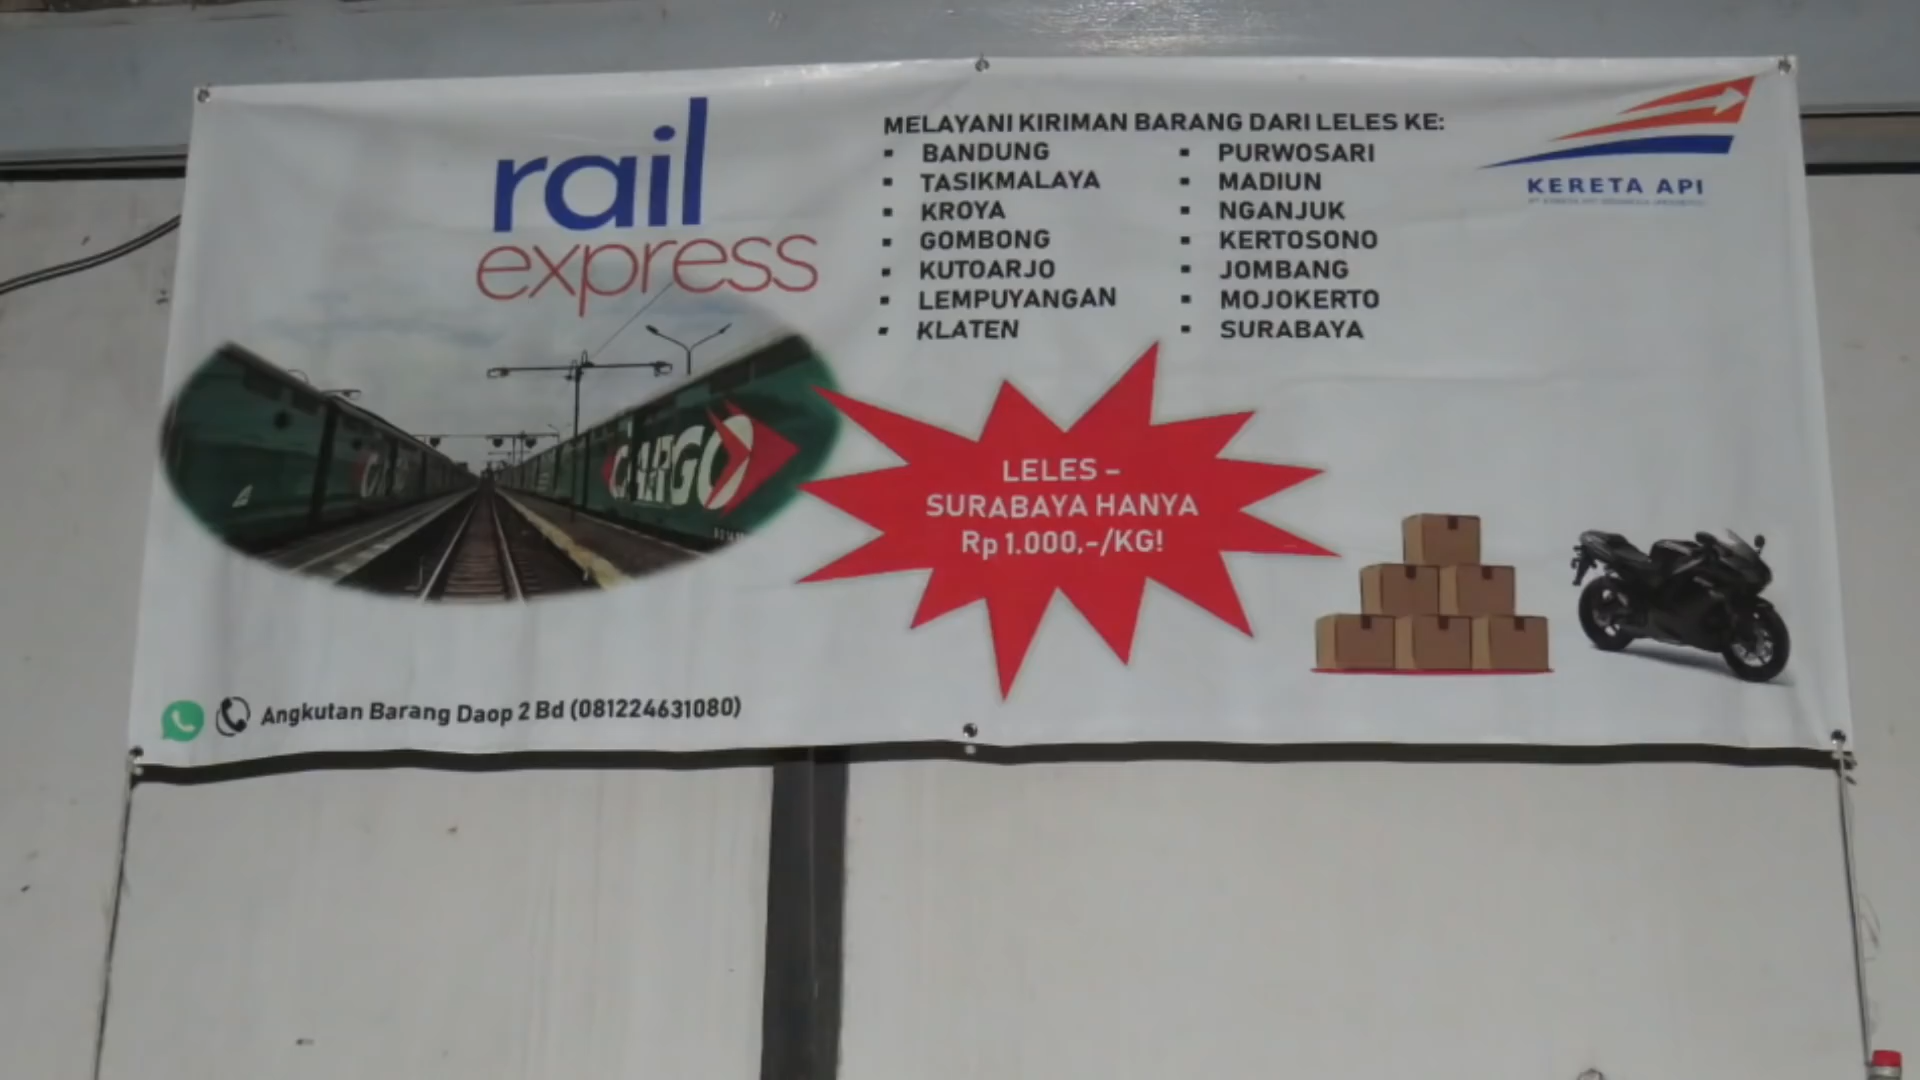 rail
express
MELAYANI KIRIMAN BARANG DARI LELES KE:
▪ BANDUNG
▪ TASIKMALAYA
▪ KROYA
▪ GOMBONG
▪ KUTOARJO
▪ LEMPUYANGAN
▪ KLATEN
▪ PURWOSARI
▪ MADIUN
▪ NGANJUK
▪ KERTOSONO
▪ JOMBANG
▪ MOJOKERTO
▪ SURABAYA
KERETA API
CARGO
LELES –
SURABAYA HANYA
Rp 1.000,-/KG!
Angkutan Barang Daop 2 Bd (081224631080)